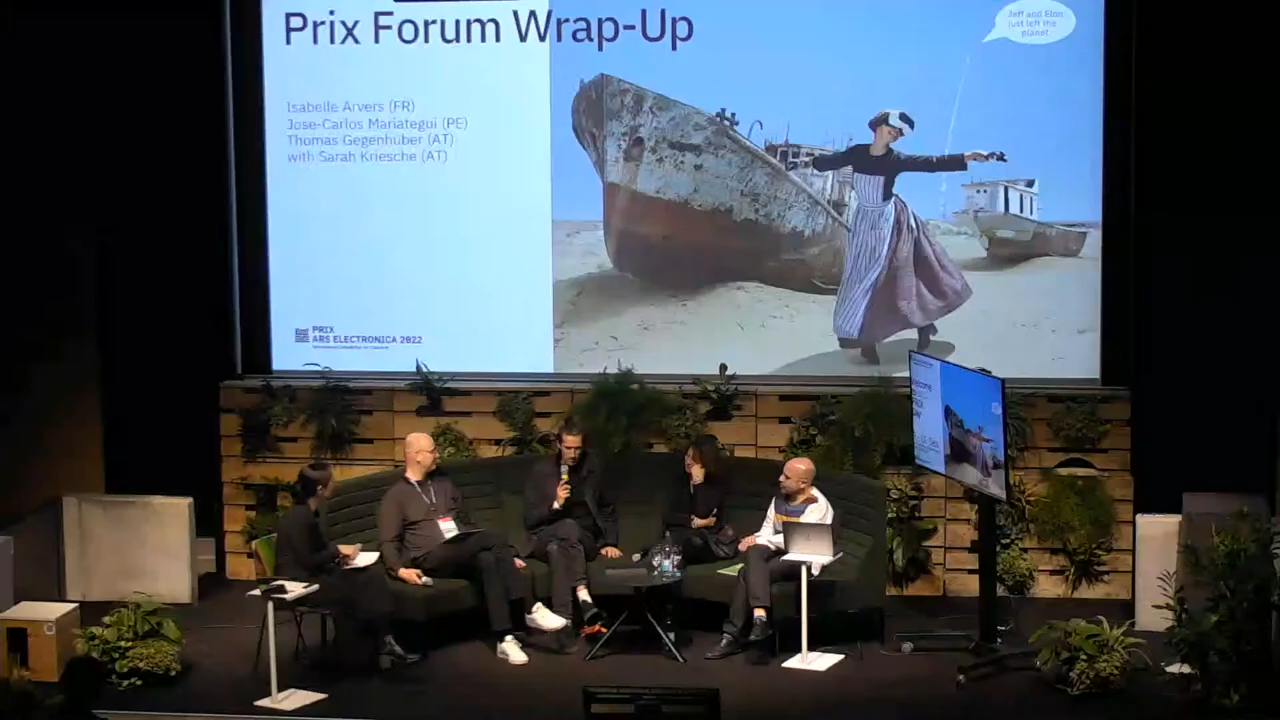 Prix Forum Wrap-Up
Jeff and Elon
just left the
planet.
Isabelle Arvers (FR)
Jose-Carlos Mariategui (PE)
Thomas Gegenhuber (AT)
with Sarah Kriesche (AT)
PRIX
ARS ELECTRONICA 2022